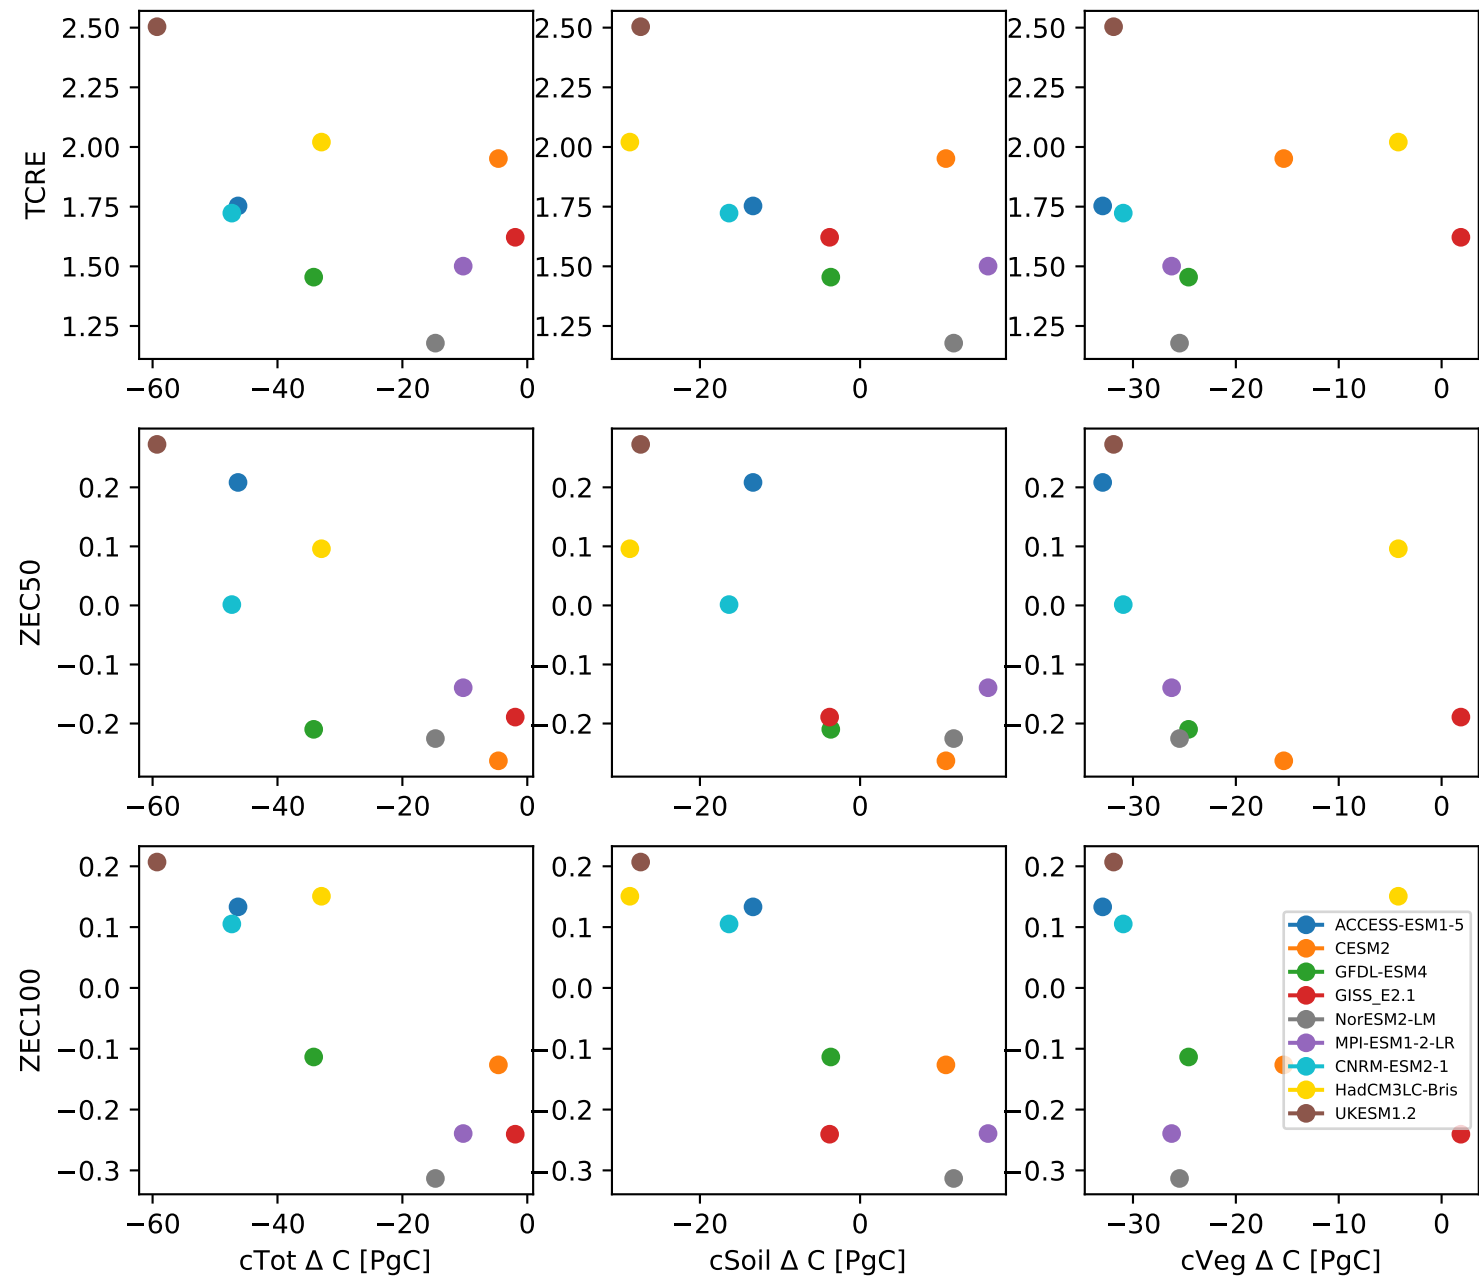 TCRE
2.50
2.25
2.00
1.75
1.50
1.25
−60 −40 −20 0
2.50
2.25
2.00
1.75
1.50
1.25
−20 0
2.50
2.25
2.00
1.75
1.50
1.25
−30 −20 −10 0
ZEC50
0.2
0.1
0.0
−0.1
−0.2
−60 −40 −20 0
0.2
0.1
0.0
−0.1
−0.2
−20 0
0.2
0.1
0.0
−0.1
−0.2
−30 −20 −10 0
ZEC100
0.2
0.1
0.0
−0.1
−0.2
−0.3
−60 −40 −20 0
cTot Δ C [PgC]
0.2
0.1
0.0
−0.1
−0.2
−0.3
−20 0
cSoil Δ C [PgC]
0.2
0.1
0.0
−0.1
−0.2
−0.3
−30 −20 −10 0
cVeg Δ C [PgC]
ACCESS-ESM1-5
CESM2
GFDL-ESM4
GISS_E2.1
NorESM2-LM
MPI-ESM1-2-LR
CNRM-ESM2-1
HadCM3LC-Bris
UKESM1.2